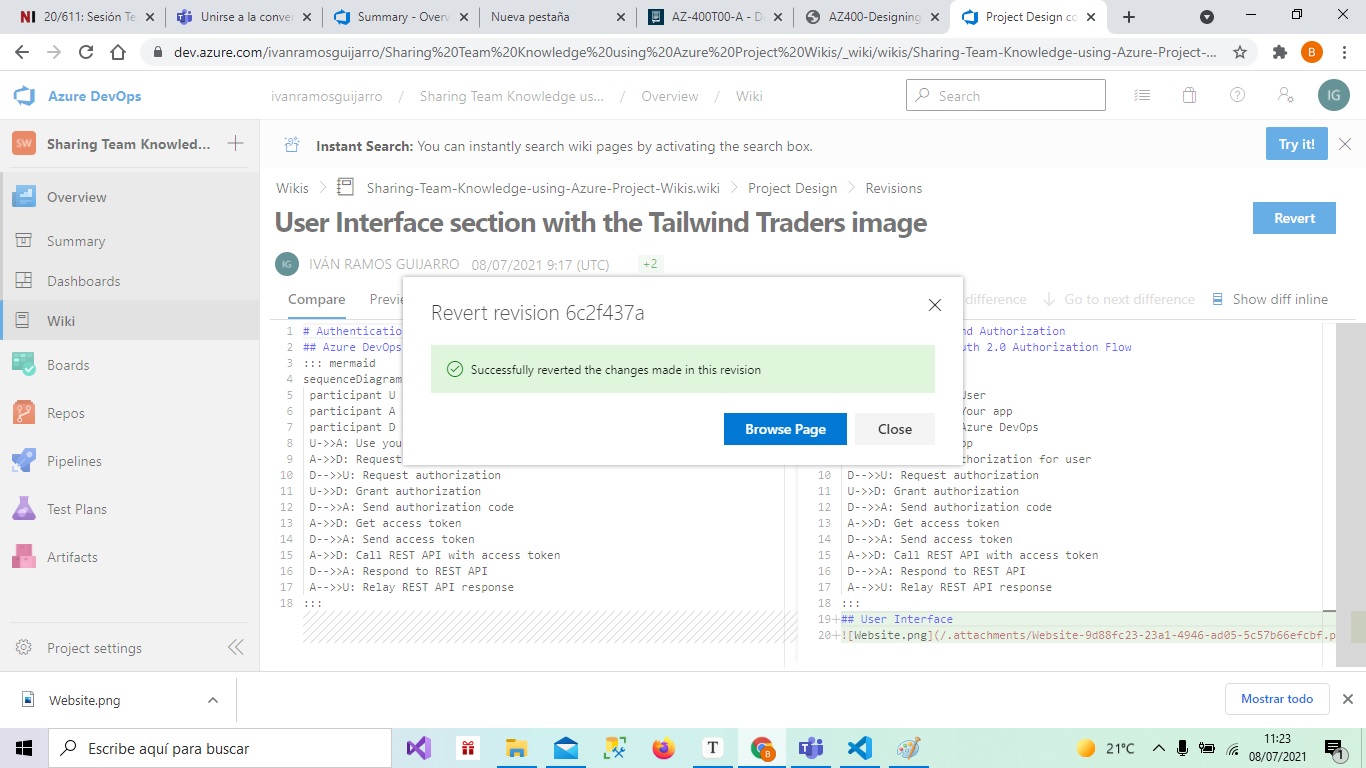 20/611: Sesión Te
Unirse a la conver
Summary - Overv
Nueva pestaña
AZ-400T00-A - D
AZ400-Designing
Project Design co
dev.azure.com/ivanramosguijarro/Sharing%20Team%20Knowledge%20using%20Azure%20Project%20Wikis/_wiki/wikis/Sharing-Team-Knowledge-using-Azure-Project-...
B
Azure DevOps
ivanramosguijarro / Sharing Team Knowledge us... / Overview / Wiki
Search
IG
SW Sharing Team Knowled...
Overview
Summary
Dashboards
Wiki
Boards
Repos
Pipelines
Test Plans
Artifacts
Project settings
Instant Search: You can instantly search wiki pages by activating the search box.
Try it!
Wikis > Sharing-Team-Knowledge-using-Azure-Project-Wikis.wiki > Project Design > Revisions
User Interface section with the Tailwind Traders image
Revert
IG IVÁN RAMOS GUIJARRO 08/07/2021 9:17 (UTC) +2
Compare
Previe
difference
Go to next difference
Show diff inline
Revert revision 6c2f437a
Successfully reverted the changes made in this revision
Browse Page
Close
1 # Authenticatio
2 ## Azure DevOps
3 ::: mermaid
4 sequenceDiagram
5 participant U
6 participant A
7 participant D
8 U->>A: Use you
9 A->>D: Request
10 D-->>U: Request authorization
11 U->>D: Grant authorization
12 D-->>A: Send authorization code
13 A->>D: Get access token
14 D-->>A: Send access token
15 A->>D: Call REST API with access token
16 D-->>A: Respond to REST API
17 A-->>U: Relay REST API response
18 :::
nd Authorization
uth 2.0 Authorization Flow
User
Your app
Azure DevOps
pp
thorization for user
10 D-->>U: Request authorization
11 U->>D: Grant authorization
12 D-->>A: Send authorization code
13 A->>D: Get access token
14 D-->>A: Send access token
15 A->>D: Call REST API with access token
16 D-->>A: Respond to REST API
17 A-->>U: Relay REST API response
18 :::
19+ ## User Interface
20+ ![Website.png](/.attachments/Website-9d88fc23-23a1-4946-ad05-5c57b66efcbf.p
Website.png
Mostrar todo
Escribe aquí para buscar
21°C
11:23
08/07/2021
1